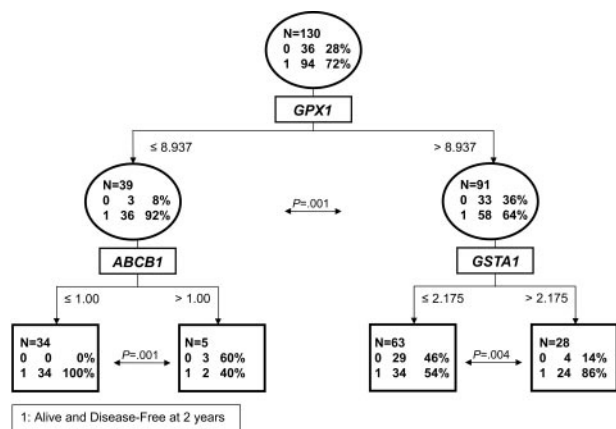 N=130
0 36 28%
1 94 72%
GPX1
≤ 8.937
> 8.937
N=39
0 3 8%
1 36 92%
P=.001
N=91
0 33 36%
1 58 64%
ABCB1
GSTA1
≤ 1.00
> 1.00
≤ 2.175
> 2.175
N=34
0 0 0%
1 34 100%
P=.001
N=5
0 3 60%
1 2 40%
N=63
0 29 46%
1 34 54%
P=.004
N=28
0 4 14%
1 24 86%
1: Alive and Disease-Free at 2 years